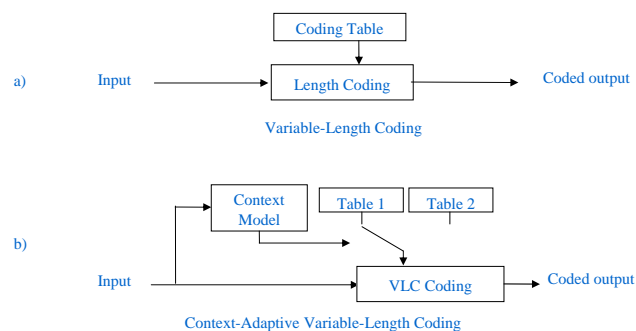 Coding Table
a)
Input
Length Coding
Coded output
Variable-Length Coding
Context
Model
Table 1
Table 2
b)
Input
VLC Coding
Coded output
Context-Adaptive Variable-Length Coding